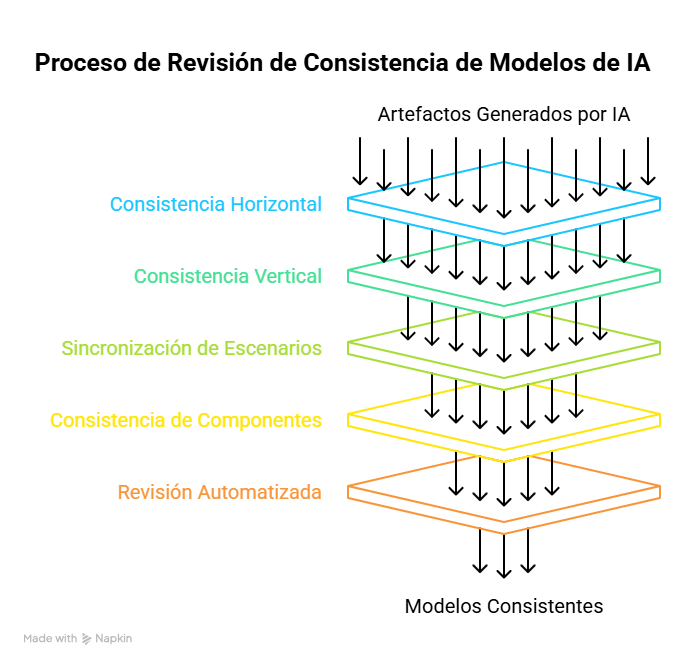 Proceso de Revisión de Consistencia de Modelos de IA
Artefactos Generados por IA
Consistencia Horizontal
Consistencia Vertical
Sincronización de Escenarios
Consistencia de Componentes
Revisión Automatizada
Modelos Consistentes
Made with Napkin